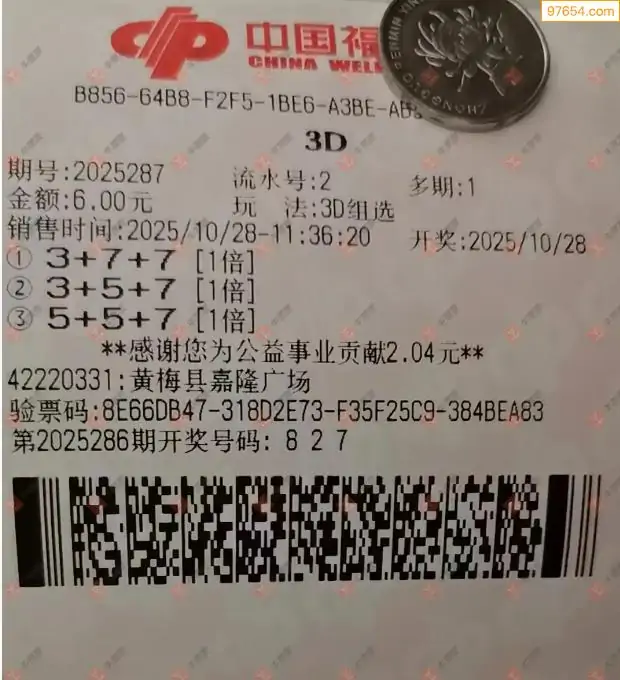 97654.com
中国福
CHINA WEL
B856-64B8-F2F5-1BE6-A3BE-AB
3D
期号:2025287 流水号:2 多期:1
金额:6.00元 玩 法:3D组选
销售时间:2025/10/28-11:36:20 开奖:2025/10/28
① 3+7+7 [1倍]
② 3+5+7 [1倍]
③ 5+5+7 [1倍]
**感谢您为公益事业贡献2.04元**
42220331:黄梅县嘉隆广场
验票码:8E66DB47-318D2E73-F35F25C9-384BEA83
第2025286期开奖号码: 8 2 7